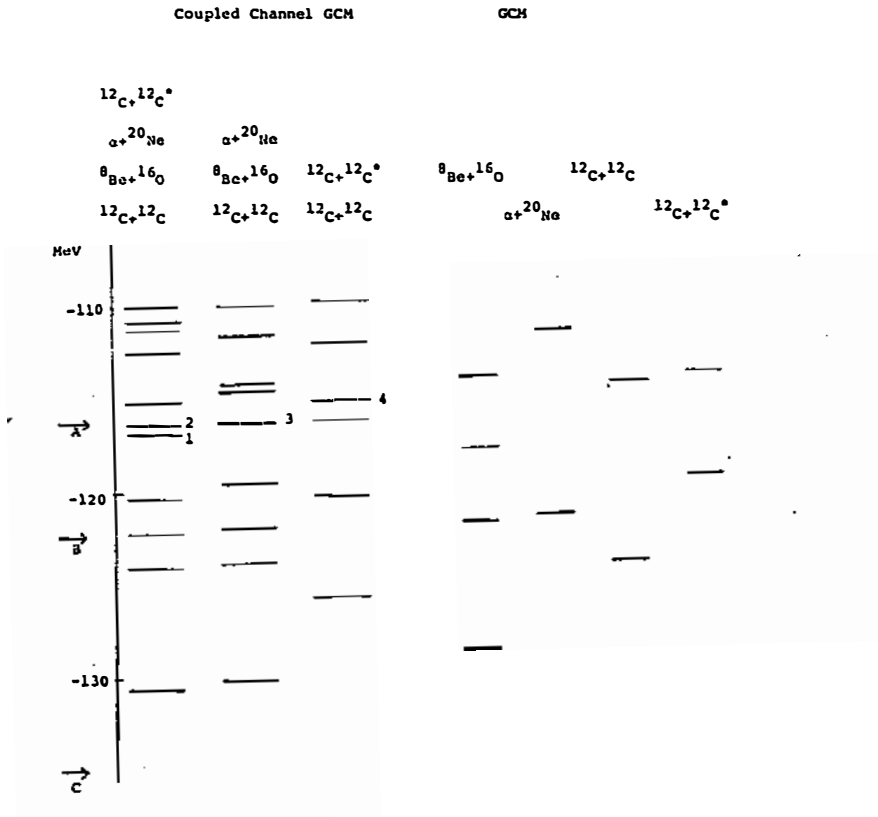 Coupled Channel GCM GCM
¹²C+¹²C*
α+²⁰Ne α+²⁰Ne
⁸Be+¹⁶O ⁸Be+¹⁶O ¹²C+¹²C* ⁸Be+¹⁶O ¹²C+¹²C
¹²C+¹²C ¹²C+¹²C ¹²C+¹²C α+²⁰Ne ¹²C+¹²C*
MeV
-110
4
A 2 3
1
-120
B
-130
C